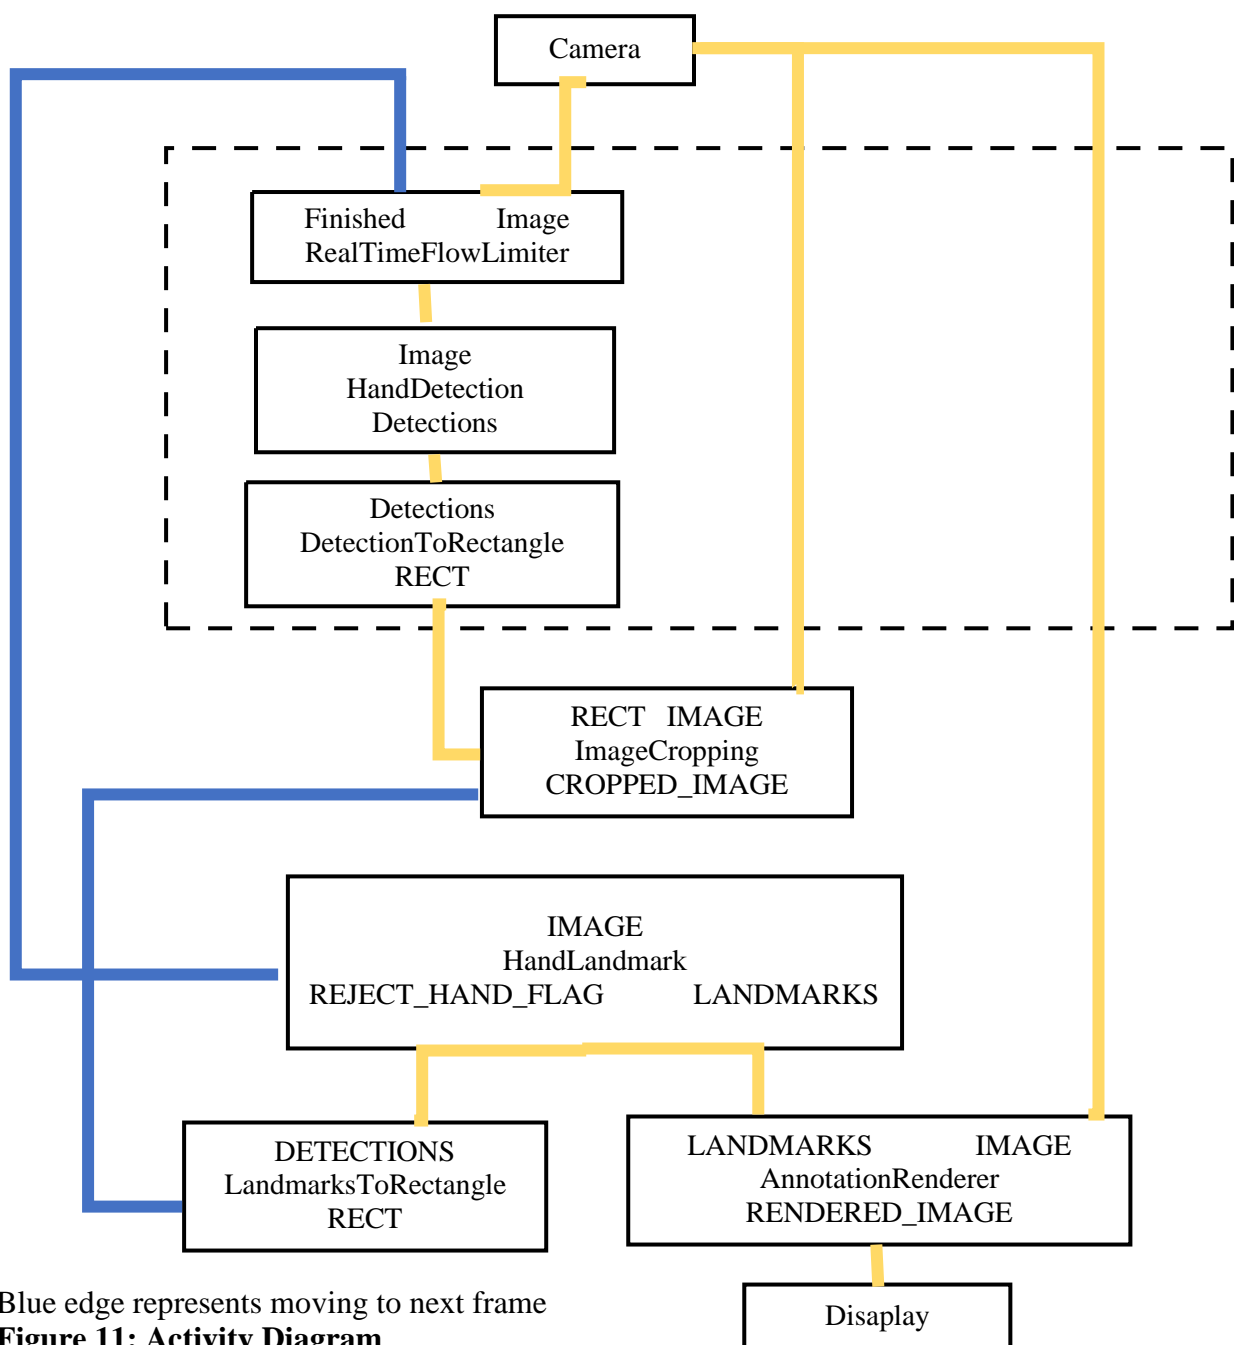 Camera
Finished Image
RealTimeFlowLimiter
Image
HandDetection
Detections
Detections
DetectionToRectangle
RECT
RECT IMAGE
ImageCropping
CROPPED_IMAGE
IMAGE
HandLandmark
REJECT_HAND_FLAG LANDMARKS
DETECTIONS
LandmarksToRectangle
RECT
LANDMARKS IMAGE
AnnotationRenderer
RENDERED_IMAGE
Disaplay
Blue edge represents moving to next frame
Figure 11: Activity Diagram